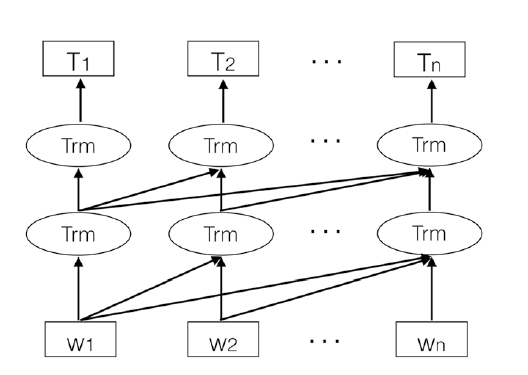 T1 T2 ... Tn
Trm Trm ... Trm
Trm Trm ... Trm
w1 w2 ... wn